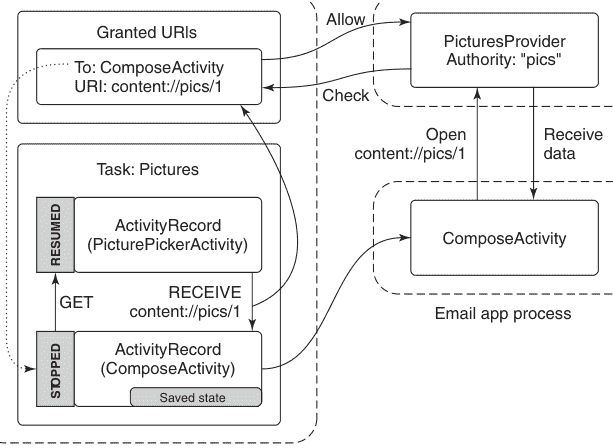 Granted URIs
To: ComposeActivity
URI: content://pics/1
Allow
Check
PicturesProvider
Authority: "pics"
Open
content://pics/1
Receive
data
Task: Pictures
RESUMED
ActivityRecord
(PicturePickerActivity)
GET
RECEIVE
content://pics/1
STOPPED
ActivityRecord
(ComposeActivity)
Saved state
ComposeActivity
Email app process